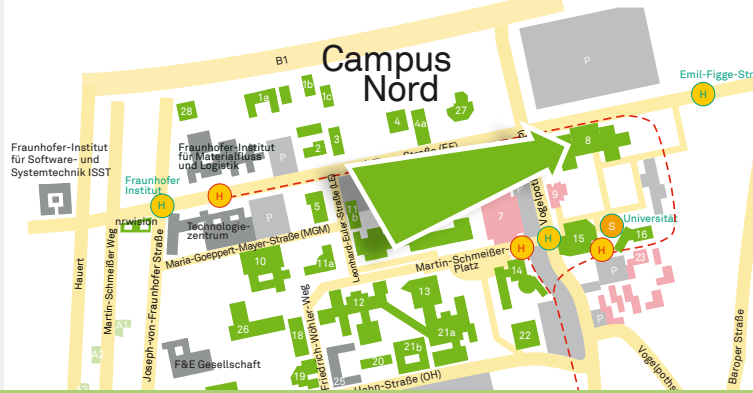 Campus
Nord
B1
P
Emil-Figge-Str
H
28
1a
1b
1c
2
3
4
4a
27
8
Fraunhofer-Institut
für Software- und
Systemtechnik ISST
Fraunhofer-Institut
für Materialfluss
und Logistik
P
Straße (EF)
Fraunhofer
Institut
H
H
nrwision
Technologie-
zentrum
P
5
b
Leonhard-Euler-Straße (LE)
Maria-Goeppert-Mayer-Straße (MGM)
7
P
9
Vogelpoth
H
H
15
S
Universität
H
16
23
P
P
Martin-Schmeißer-
Platz
10
11a
12
13
14
18
19
20
21a
21b
22
25
26
Hauert
Martin-Schmeißer Weg
Joseph-von-Fraunhofer Straße
Friedrich-Wöhler-Weg
A1
A2
A3
F&E Gesellschaft
Hahn-Straße (OH)
Vogelpoths
Baroper Straße